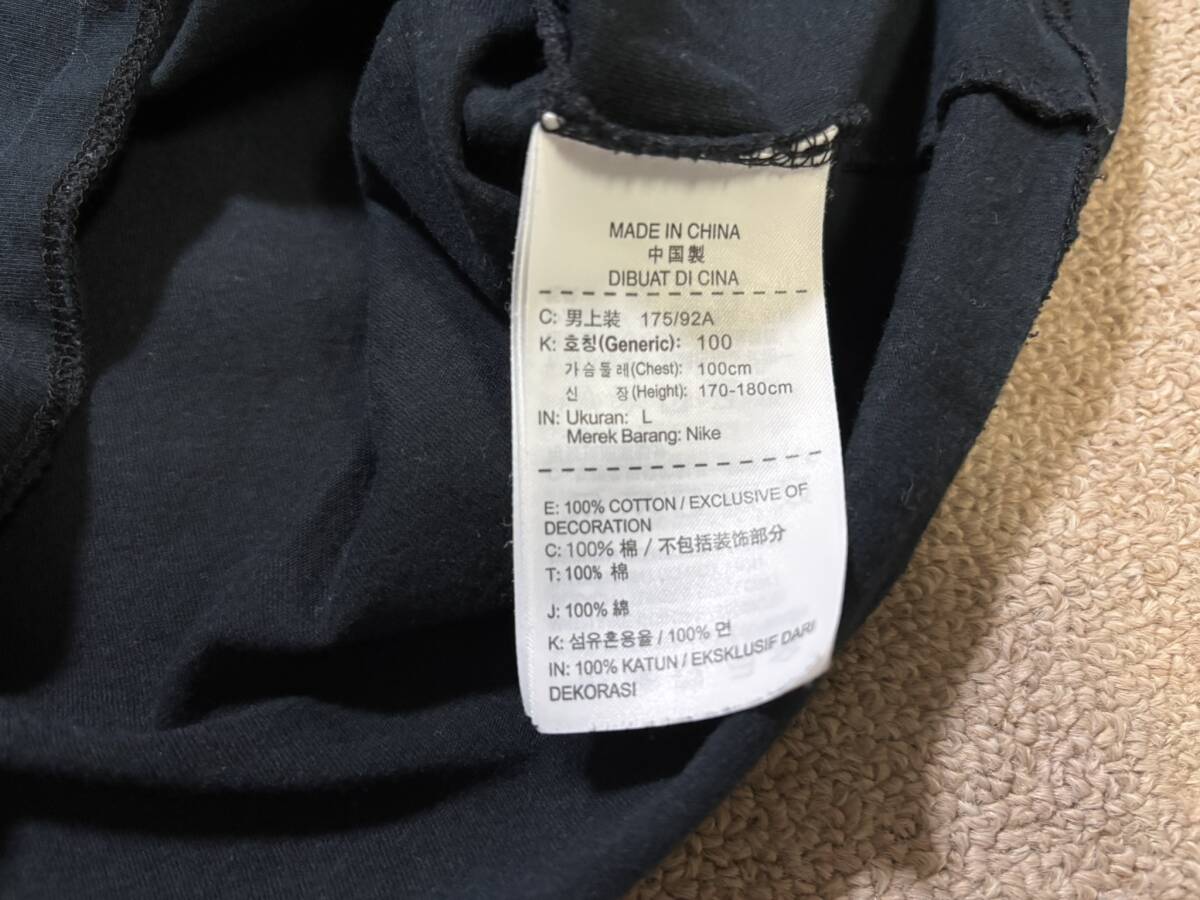 MADE IN CHINA
中国製
DIBUAT DI CINA
C: 男上装 175/92A
K: 호칭(Generic): 100
가슴둘레(Chest): 100cm
신 장(Height): 170-180cm
IN: Ukuran: L
Merek Barang: Nike
E: 100% COTTON / EXCLUSIVE OF
DECORATION
C: 100% 棉 / 不包括装饰部分
T: 100% 棉
J: 100% 綿
K: 섬유혼용율 / 100% 면
IN: 100% KATUN / EKSKLUSIF DARI
DEKORASI